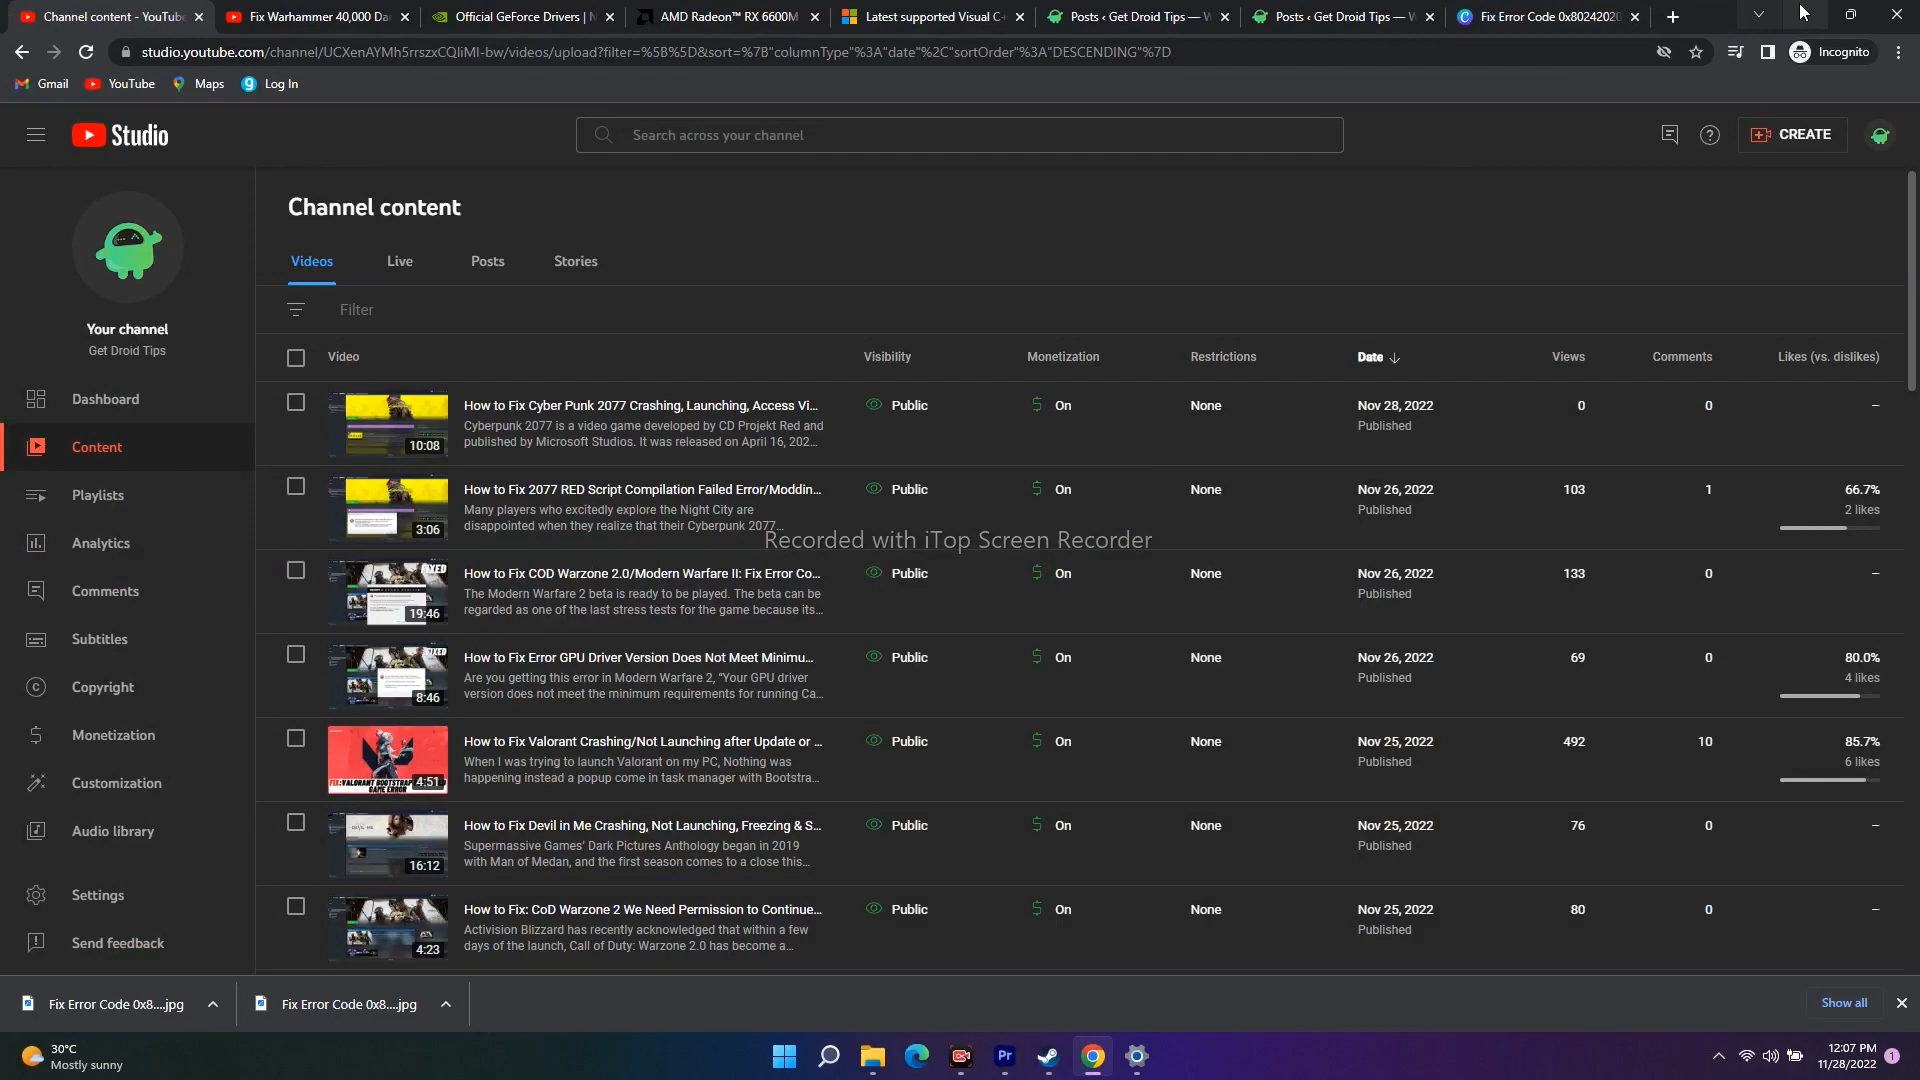 Channel content - YouTube
Fix Warhammer 40,000 Da
Official GeForce Drivers | N
AMD Radeon™ RX 6600M
Latest supported Visual C
Posts ‹ Get Droid Tips — W
Posts ‹ Get Droid Tips — W
Fix Error Code 0x80242020
studio.youtube.com/channel/UCXenAYMh5rrszxCQliMI-bw/videos/upload?filter=%5B%5D&sort=%7B"columnType"%3A"date"%2C"sortOrder"%3A"DESCENDING"%7D
Incognito
Gmail
YouTube
Maps
Log In
Studio
Search across your channel
CREATE
Your channel
Get Droid Tips
Dashboard
Content
Playlists
Analytics
Comments
Subtitles
Copyright
Monetization
Customization
Audio library
Settings
Send feedback
Channel content
Videos Live Posts Stories
Filter
Video Visibility Monetization Restrictions Date Views Comments Likes (vs. dislikes)
How to Fix Cyber Punk 2077 Crashing, Launching, Access Vi... Public On None Nov 28, 2022 0 0 –
Cyberpunk 2077 is a video game developed by CD Projekt Red and Published
published by Microsoft Studios. It was released on April 16, 202...
10:08
How to Fix 2077 RED Script Compilation Failed Error/Moddin... Public On None Nov 26, 2022 103 1 66.7%
Many players who excitedly explore the Night City are Published 2 likes
disappointed when they realize that their Cyberpunk 2077...
3:06
Recorded with iTop Screen Recorder
How to Fix COD Warzone 2.0/Modern Warfare II: Fix Error Co... Public On None Nov 26, 2022 133 0 –
The Modern Warfare 2 beta is ready to be played. The beta can be Published
regarded as one of the last stress tests for the game because its...
FIXED
19:46
How to Fix Error GPU Driver Version Does Not Meet Minimu... Public On None Nov 26, 2022 69 0 80.0%
Are you getting this error in Modern Warfare 2, "Your GPU driver Published 4 likes
version does not meet the minimum requirements for running Ca...
FIXED
8:46
How to Fix Valorant Crashing/Not Launching after Update or ... Public On None Nov 25, 2022 492 10 85.7%
When I was trying to launch Valorant on my PC, Nothing was Published 6 likes
happening instead a popup come in task manager with Bootstra...
4:51
How to Fix Devil in Me Crashing, Not Launching, Freezing & S... Public On None Nov 25, 2022 76 0 –
Supermassive Games' Dark Pictures Anthology began in 2019 Published
with Man of Medan, and the first season comes to a close this...
16:12
How to Fix: CoD Warzone 2 We Need Permission to Continue... Public On None Nov 25, 2022 80 0 –
Activision Blizzard has recently acknowledged that within a few Published
days of the launch, Call of Duty: Warzone 2.0 has become a...
4:23
Fix Error Code 0x8....jpg
Fix Error Code 0x8....jpg
Show all
30°C
Mostly sunny
Pr
12:07 PM
11/28/2022
1